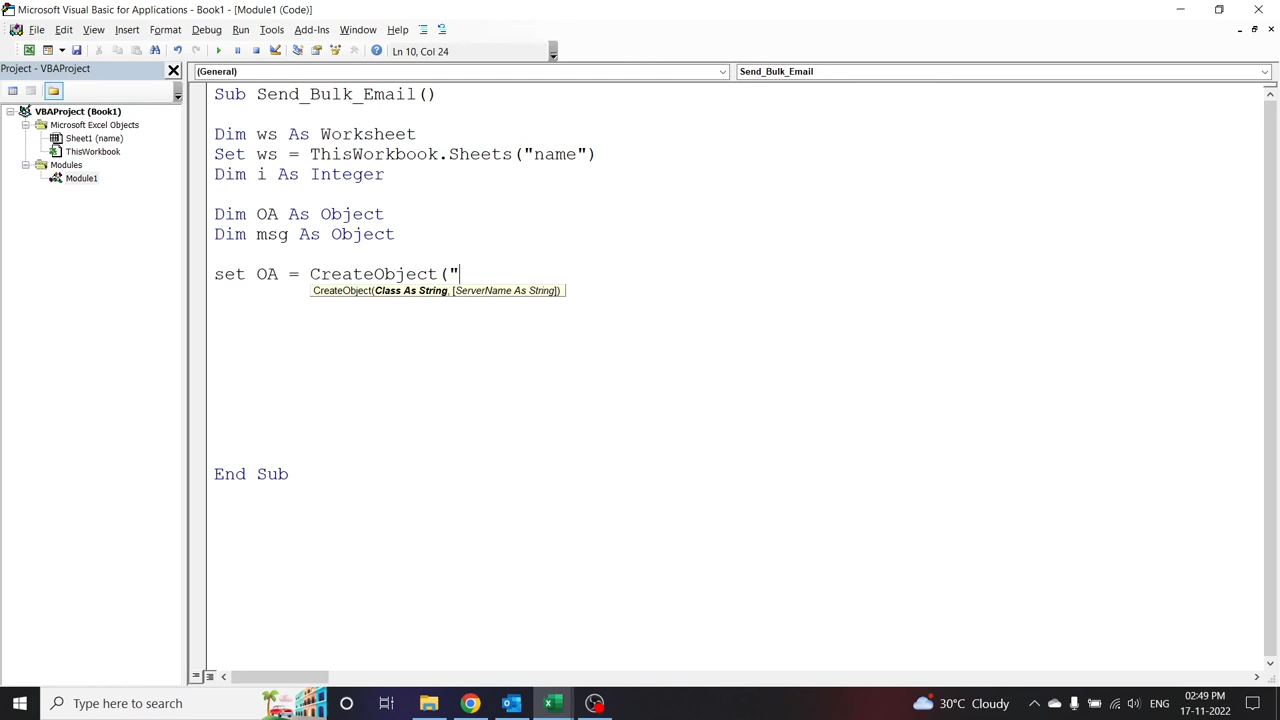 Microsoft Visual Basic for Applications - Book1 - [Module1 (Code)]
File Edit View Insert Format Debug Run Tools Add-Ins Window Help
Ln 10, Col 24
Project - VBAProject
(General)
Send_Bulk_Email
VBAProject (Book1)
Microsoft Excel Objects
Sheet1 (name)
ThisWorkbook
Modules
Module1
Sub Send_Bulk_Email()
Dim ws As Worksheet
Set ws = ThisWorkbook.Sheets("name")
Dim i As Integer
Dim OA As Object
Dim msg As Object
set OA = CreateObject("
CreateObject(Class As String, [ServerName As String])
End Sub
Type here to search
30°C Cloudy
ENG
02:49 PM
17-11-2022